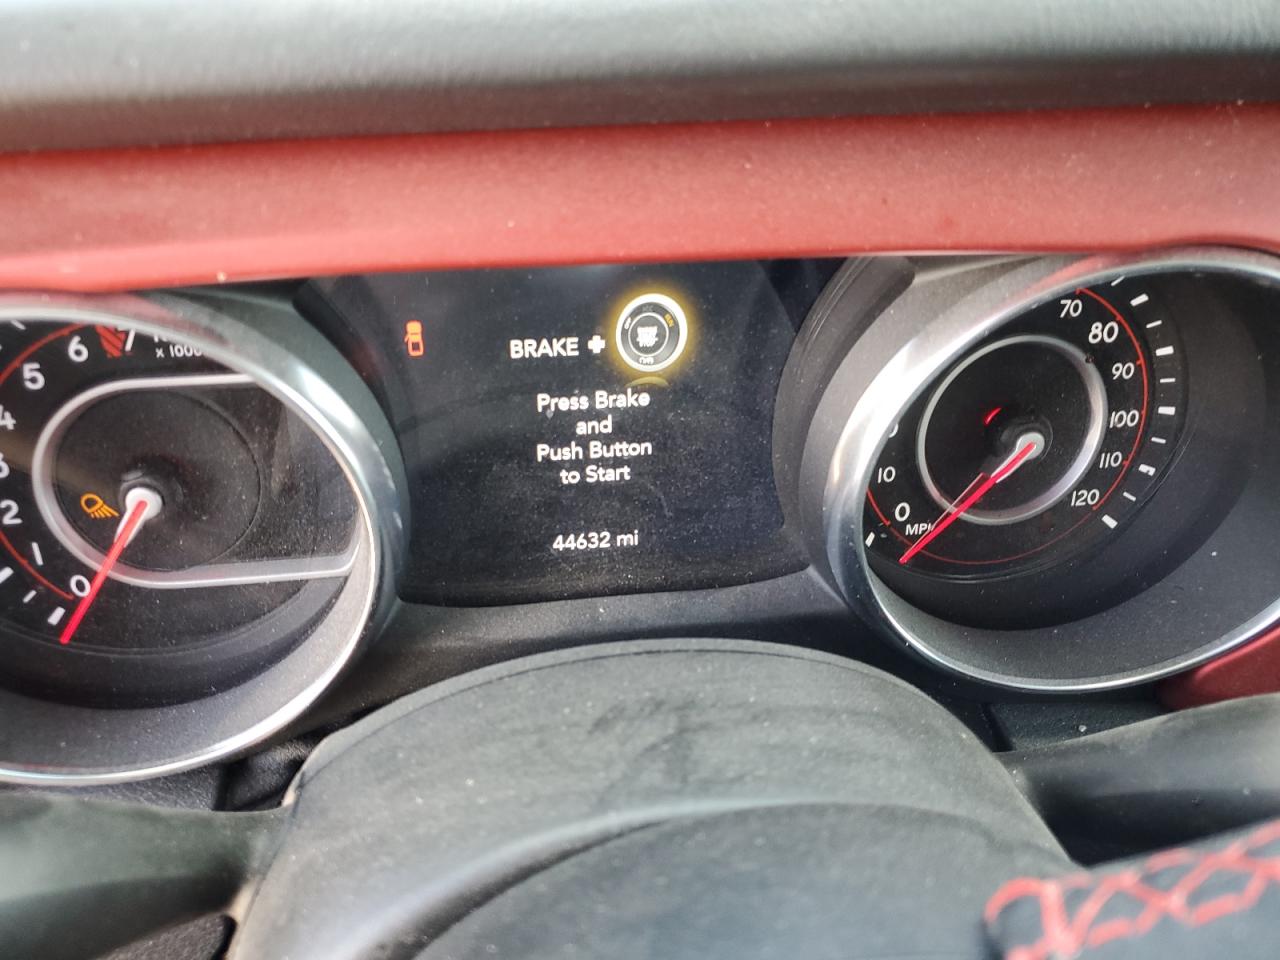 BRAKE +
Press Brake
and
Push Button
to Start
44632 mi
7
6
5
4
3
2
1
0
x 1000
70
80
90
100
110
120
10
0
MPH